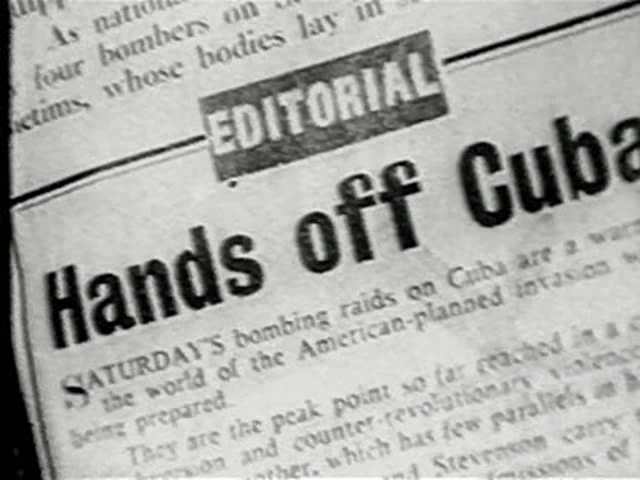 As national
four bombers on
victims, whose bodies lay in
EDITORIAL
Hands off Cuba
SATURDAY'S bombing raids on Cuba are a
the world of the American-planned invasion
being prepared.
They are the peak point so far reached in a
and counter-revolutionary violence
which has few parallels in
and Stevenson carry
of